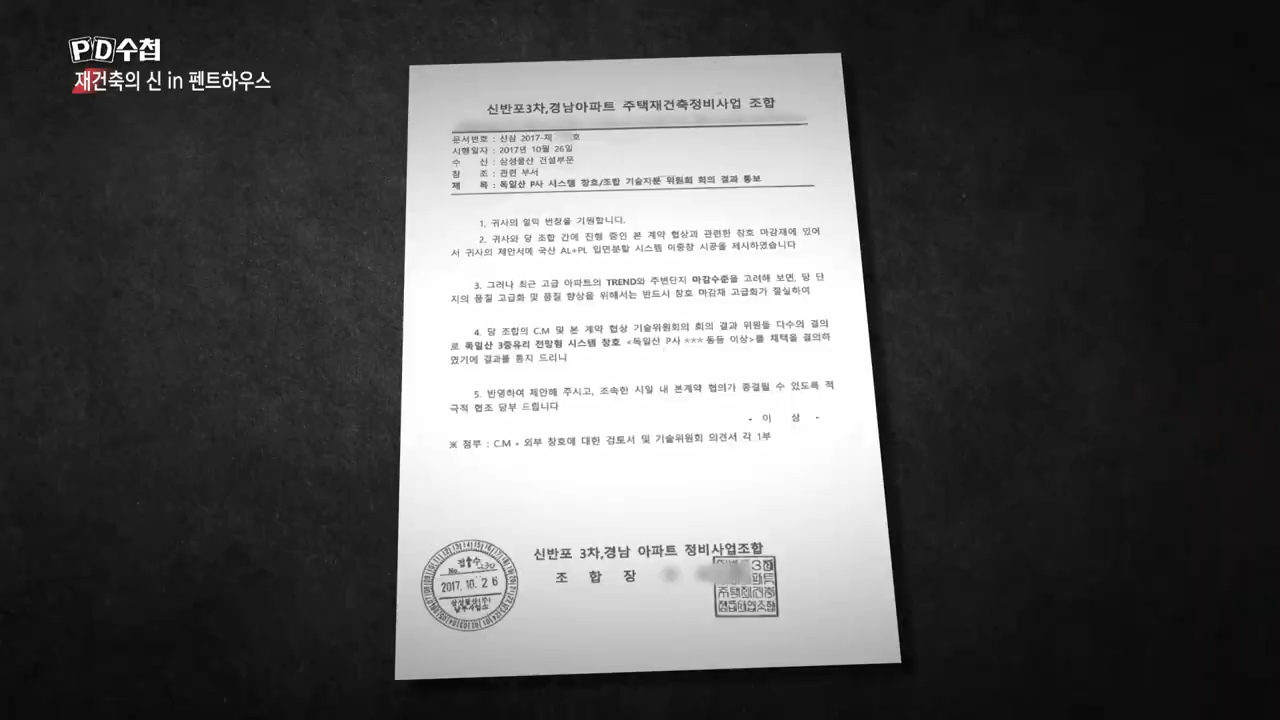 PD수첩
재건축의 신 in 펜트하우스
신반포3차,경남아파트 주택재건축정비사업 조합
문서번호 : 신삼 2017-제 호
시행일자 : 2017년 10월 26일
수 신 : 삼성물산 건설부문
참 조 : 관련 부서
제 목 : 독일산 P사 시스템 창호/조합 기술자문 위원회 회의 결과 통보
1. 귀사의 일익 번창을 기원합니다.
2. 귀사와 당 조합 간에 진행 중인 본 계약 협상과 관련한 창호 마감재에 있어
서 귀사의 제안서에 국산 AL+PL 입면분할 시스템 이중창 시공을 제시하였습니다
3. 그러나 최근 고급 아파트의 TREND와 주변단지 마감수준을 고려해 보면, 당 단
지의 품질 고급화 및 품질 향상을 위해서는 반드시 창호 마감재 고급화가 절실하여
4. 당 조합의 C.M 및 본 계약 협상 기술위원회의 회의 결과 위원들 다수의 결의
로 독일산 3중유리 전망형 시스템 창호 <독일산 P사 *** 동등 이상>를 채택을 결의하
였기에 결과를 통지 드리니
5. 반영하여 제안해 주시고, 조속한 시일 내 본계약 협의가 종결될 수 있도록 적
극적 협조 당부 드립니다
- 이 상 -
※ 첨부 : C.M - 외부 창호에 대한 검토서 및 기술위원회 의견서 각 1부
신반포 3차,경남 아파트 정비사업조합
조 합 장
접수
No.
2017. 10. 26